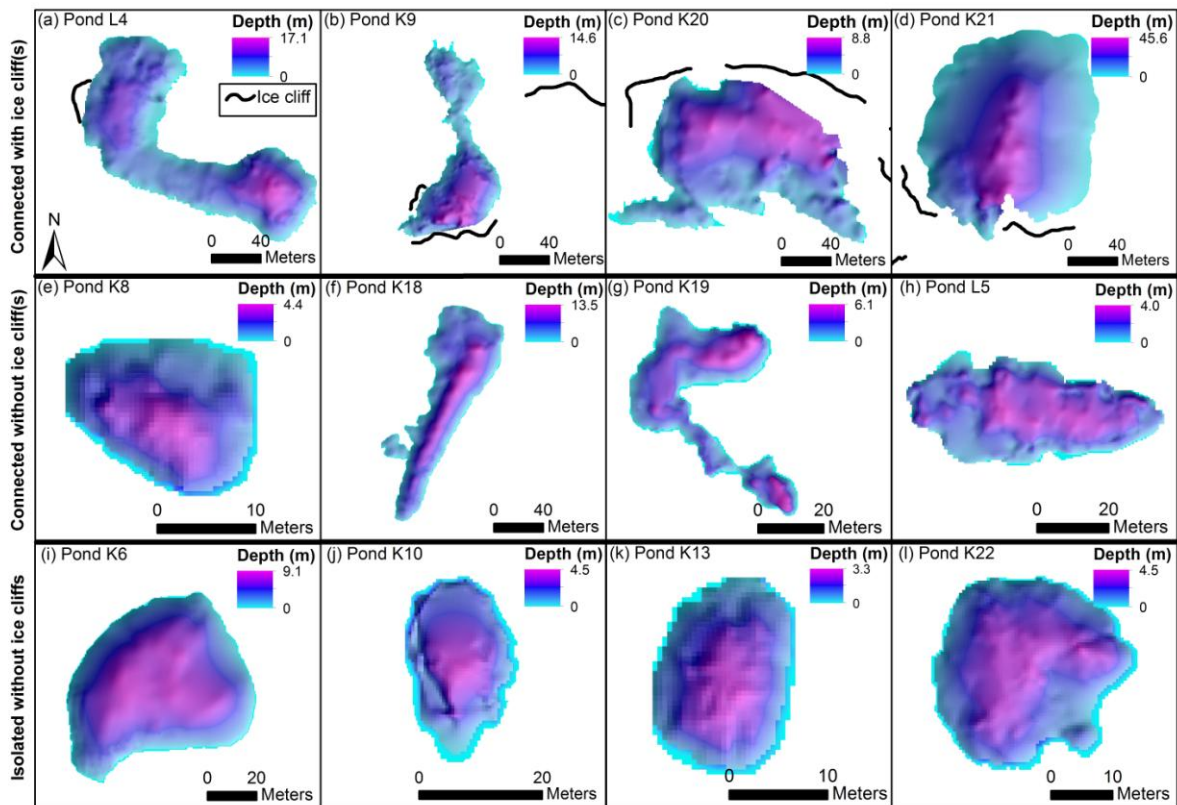 Connected with ice cliff(s)
(a) Pond L4
Depth (m)
17.1
0
Ice cliff
N
0 40
Meters
(b) Pond K9
Depth (m)
14.6
0
0 40
Meters
(c) Pond K20
Depth (m)
8.8
0
0 40
Meters
(d) Pond K21
Depth (m)
45.6
0
0 40
Meters
Connected without ice cliff(s)
(e) Pond K8
Depth (m)
4.4
0
0 10
Meters
(f) Pond K18
Depth (m)
13.5
0
0 40
Meters
(g) Pond K19
Depth (m)
6.1
0
0 20
Meters
(h) Pond L5
Depth (m)
4.0
0
0 20
Meters
Isolated without ice cliffs
(i) Pond K6
Depth (m)
9.1
0
0 20
Meters
(j) Pond K10
Depth (m)
4.5
0
0 20
Meters
(k) Pond K13
Depth (m)
3.3
0
0 10
Meters
(l) Pond K22
Depth (m)
4.5
0
0 10
Meters